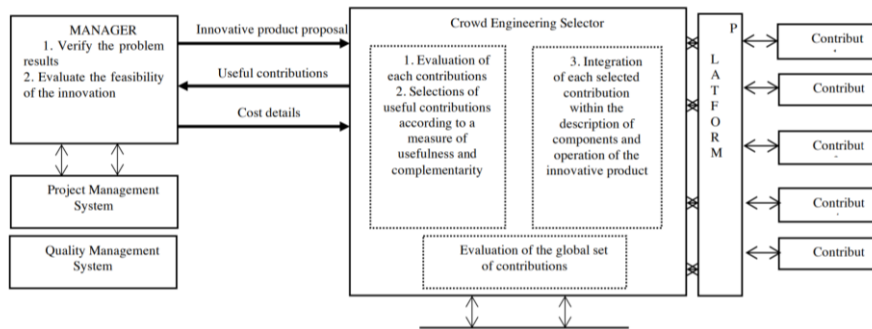 MANAGER
1. Verify the problem
results
2. Evaluate the feasibility
of the innovation
Innovative product proposal
Useful contributions
Cost details
Project Management
System
Quality Management
System
Crowd Engineering Selector
1. Evaluation of
each contributions
2. Selections of
useful contributions
according to a
measure of
usefulness and
complementarity
3. Integration
of each selected
contribution
within the
description of
components and
operation of the
innovative product
Evaluation of the global set
of contributions
P
L
A
T
F
O
R
M
Contribut
Contribut
Contribut
Contribut
Contribut